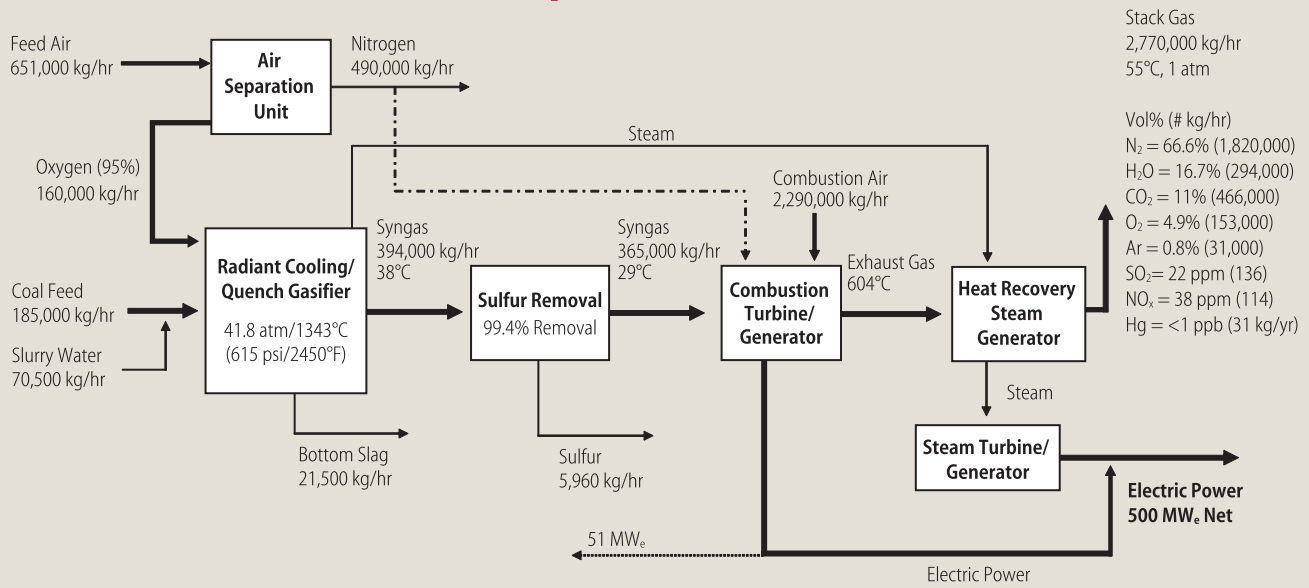 Feed Air
651,000 kg/hr
Air
Separation
Unit
Nitrogen
490,000 kg/hr
Oxygen (95%)
160,000 kg/hr
Steam
Coal Feed
185,000 kg/hr
Slurry Water
70,500 kg/hr
Radiant Cooling/
Quench Gasifier
41.8 atm/1343°C
(615 psi/2450°F)
Bottom Slag
21,500 kg/hr
Syngas
394,000 kg/hr
38°C
Sulfur Removal
99.4% Removal
Sulfur
5,960 kg/hr
Syngas
365,000 kg/hr
29°C
Combustion Air
2,290,000 kg/hr
Combustion
Turbine/
Generator
Exhaust Gas
604°C
Heat Recovery
Steam
Generator
Steam
Steam Turbine/
Generator
Electric Power
500 MWₑ Net
51 MWₑ
Electric Power
Stack Gas
2,770,000 kg/hr
55°C, 1 atm
Vol% (# kg/hr)
N₂ = 66.6% (1,820,000)
H₂O = 16.7% (294,000)
CO₂ = 11% (466,000)
O₂ = 4.9% (153,000)
Ar = 0.8% (31,000)
SO₂= 22 ppm (136)
NOₓ = 38 ppm (114)
Hg = <1 ppb (31 kg/yr)